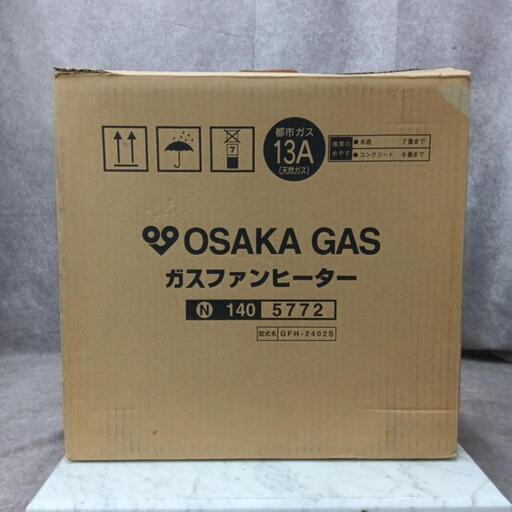 7
都市ガス
13A
(天然ガス)
暖房の
めやす
●木造 7畳まで
●コンクリート 9畳まで
OSAKA GAS
ガスファンヒーター
N 140 5772
型式名 GFH-2402S